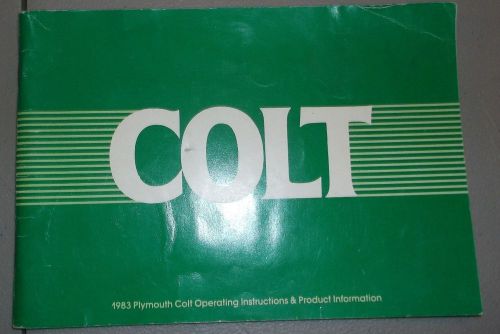 COLT
1983 Plymouth Colt Operating Instructions & Product Information